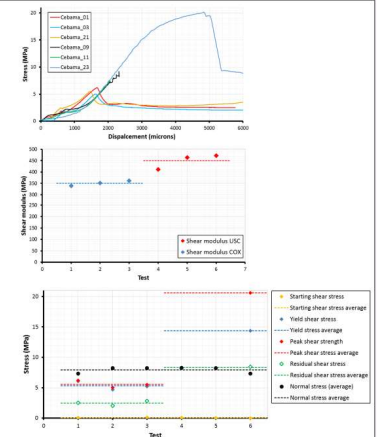 20
15
10
5
0
Stress (MPa)
Cebama_01
Cebama_03
Cebama_21
Cebama_09
Cebama_11
Cebama_23
0 1000 2000 3000 4000 5000 6000
Dispalcement (microns)
500
450
400
350
300
250
200
150
100
50
0
Shear modulus (MPa)
Shear modulus USC
Shear modulus COX
0 1 2 3 4 5 6 7
Test
20
15
10
5
0
Stress (MPa)
0 1 2 3 4 5 6
Test
Starting shear stress
Starting shear stress average
Yield shear stress
Yield stress average
Peak shear strength
Peak shear stress average
Residual shear stress
Residual shear stress average
Normal stress (average)
Normal stress average